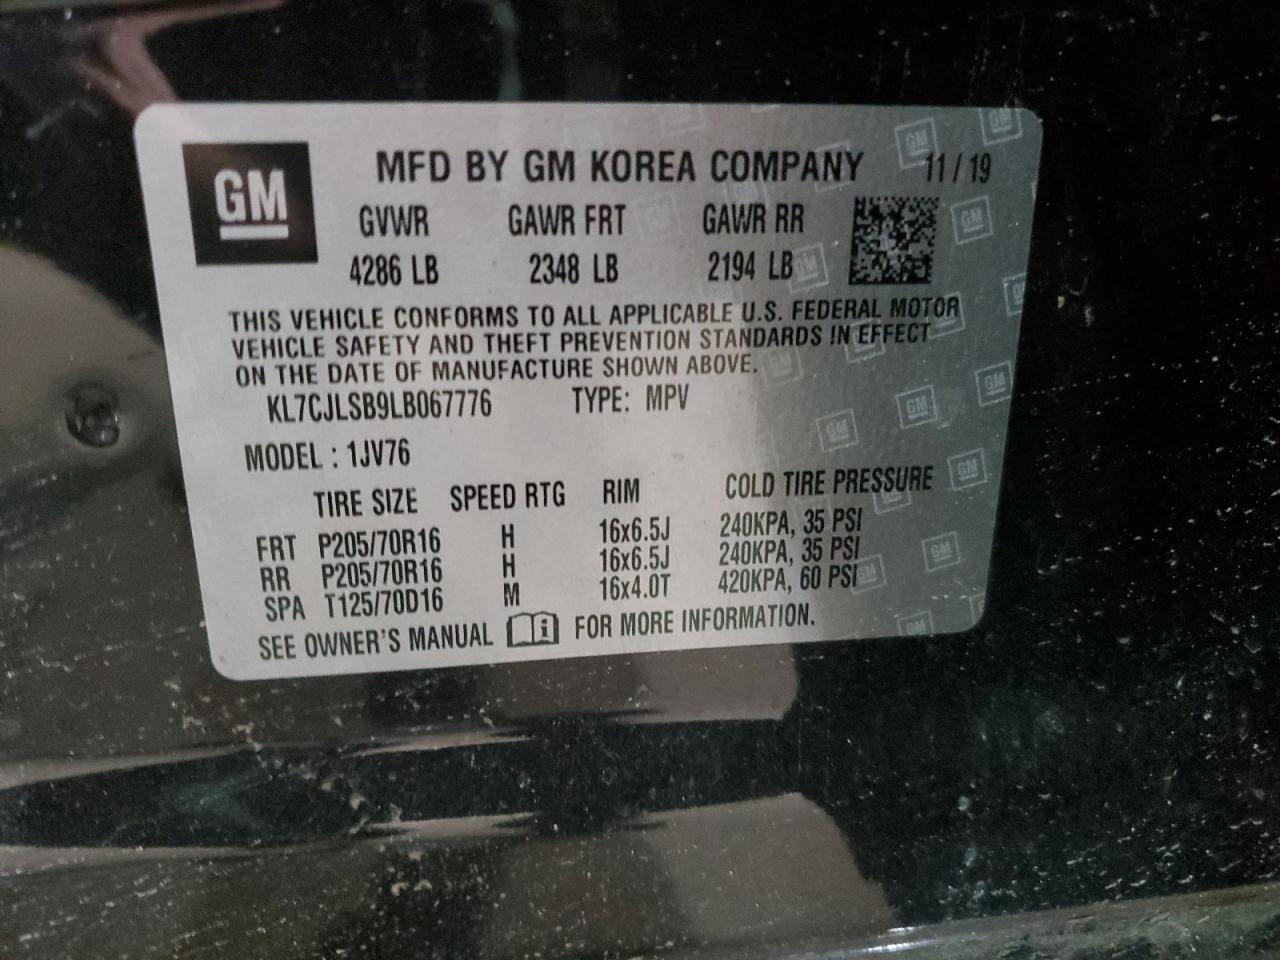 GM
MFD BY GM KOREA COMPANY 11 / 19
GVWR GAWR FRT GAWR RR
4286 LB 2348 LB 2194 LB
THIS VEHICLE CONFORMS TO ALL APPLICABLE U.S. FEDERAL MOTOR
VEHICLE SAFETY AND THEFT PREVENTION STANDARDS IN EFFECT
ON THE DATE OF MANUFACTURE SHOWN ABOVE.
KL7CJLSB9LB067776 TYPE: MPV
MODEL : 1JV76
TIRE SIZE SPEED RTG RIM COLD TIRE PRESSURE
FRT P205/70R16 H 16x6.5J 240KPA, 35 PSI
RR P205/70R16 H 16x6.5J 240KPA, 35 PSI
SPA T125/70D16 M 16x4.0T 420KPA, 60 PSI
SEE OWNER'S MANUAL FOR MORE INFORMATION.